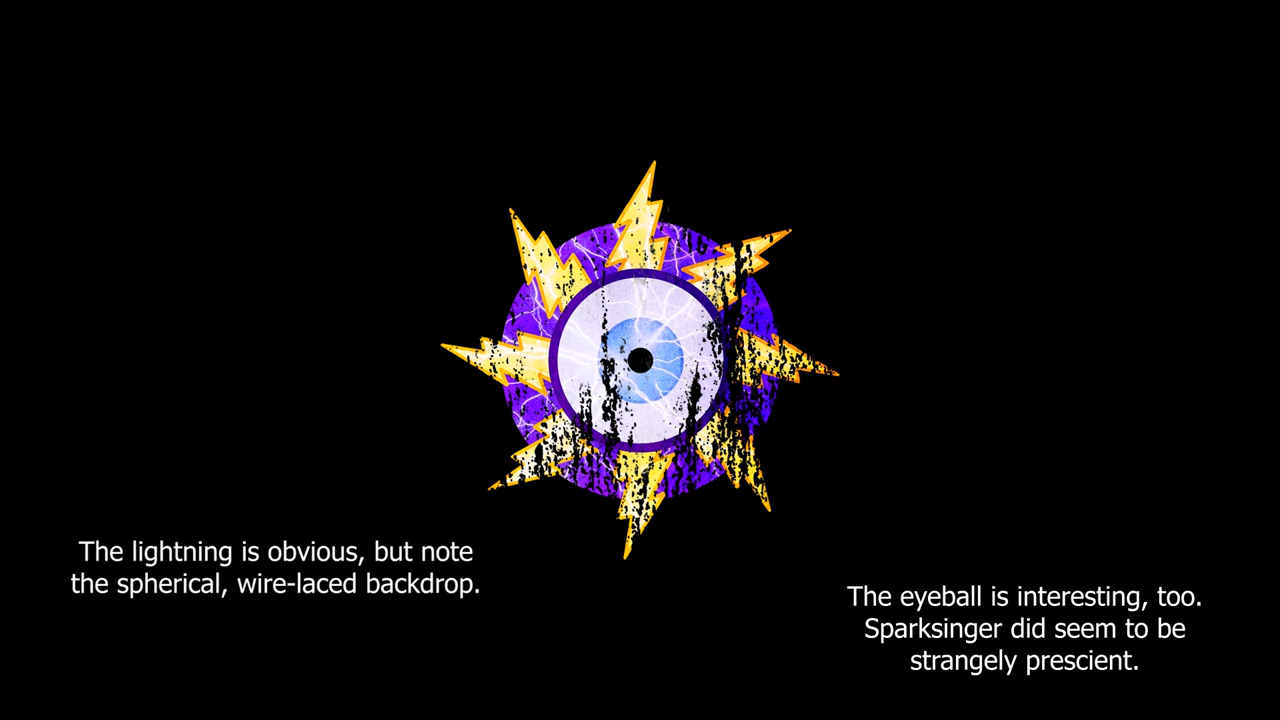 The lightning is obvious, but note
the spherical, wire-laced backdrop.
The eyeball is interesting, too.
Sparksinger did seem to be
strangely prescient.